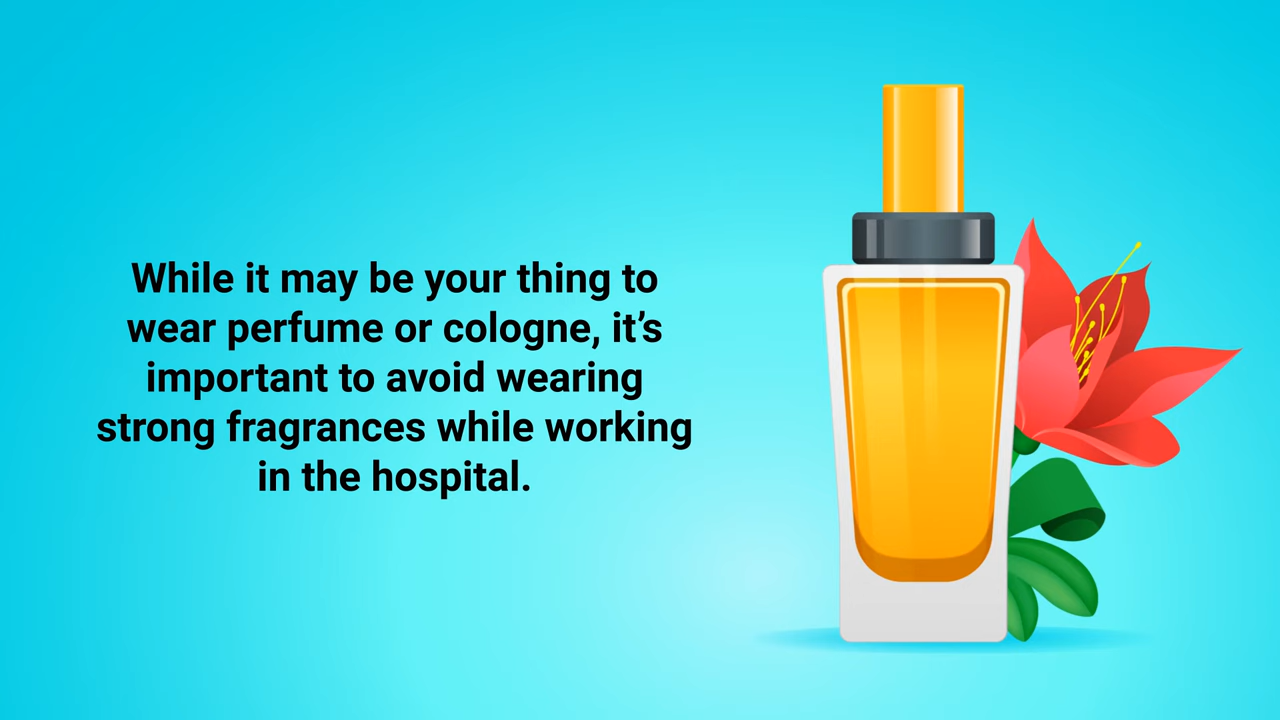 While it may be your thing to
wear perfume or cologne, it’s
important to avoid wearing
strong fragrances while working
in the hospital.